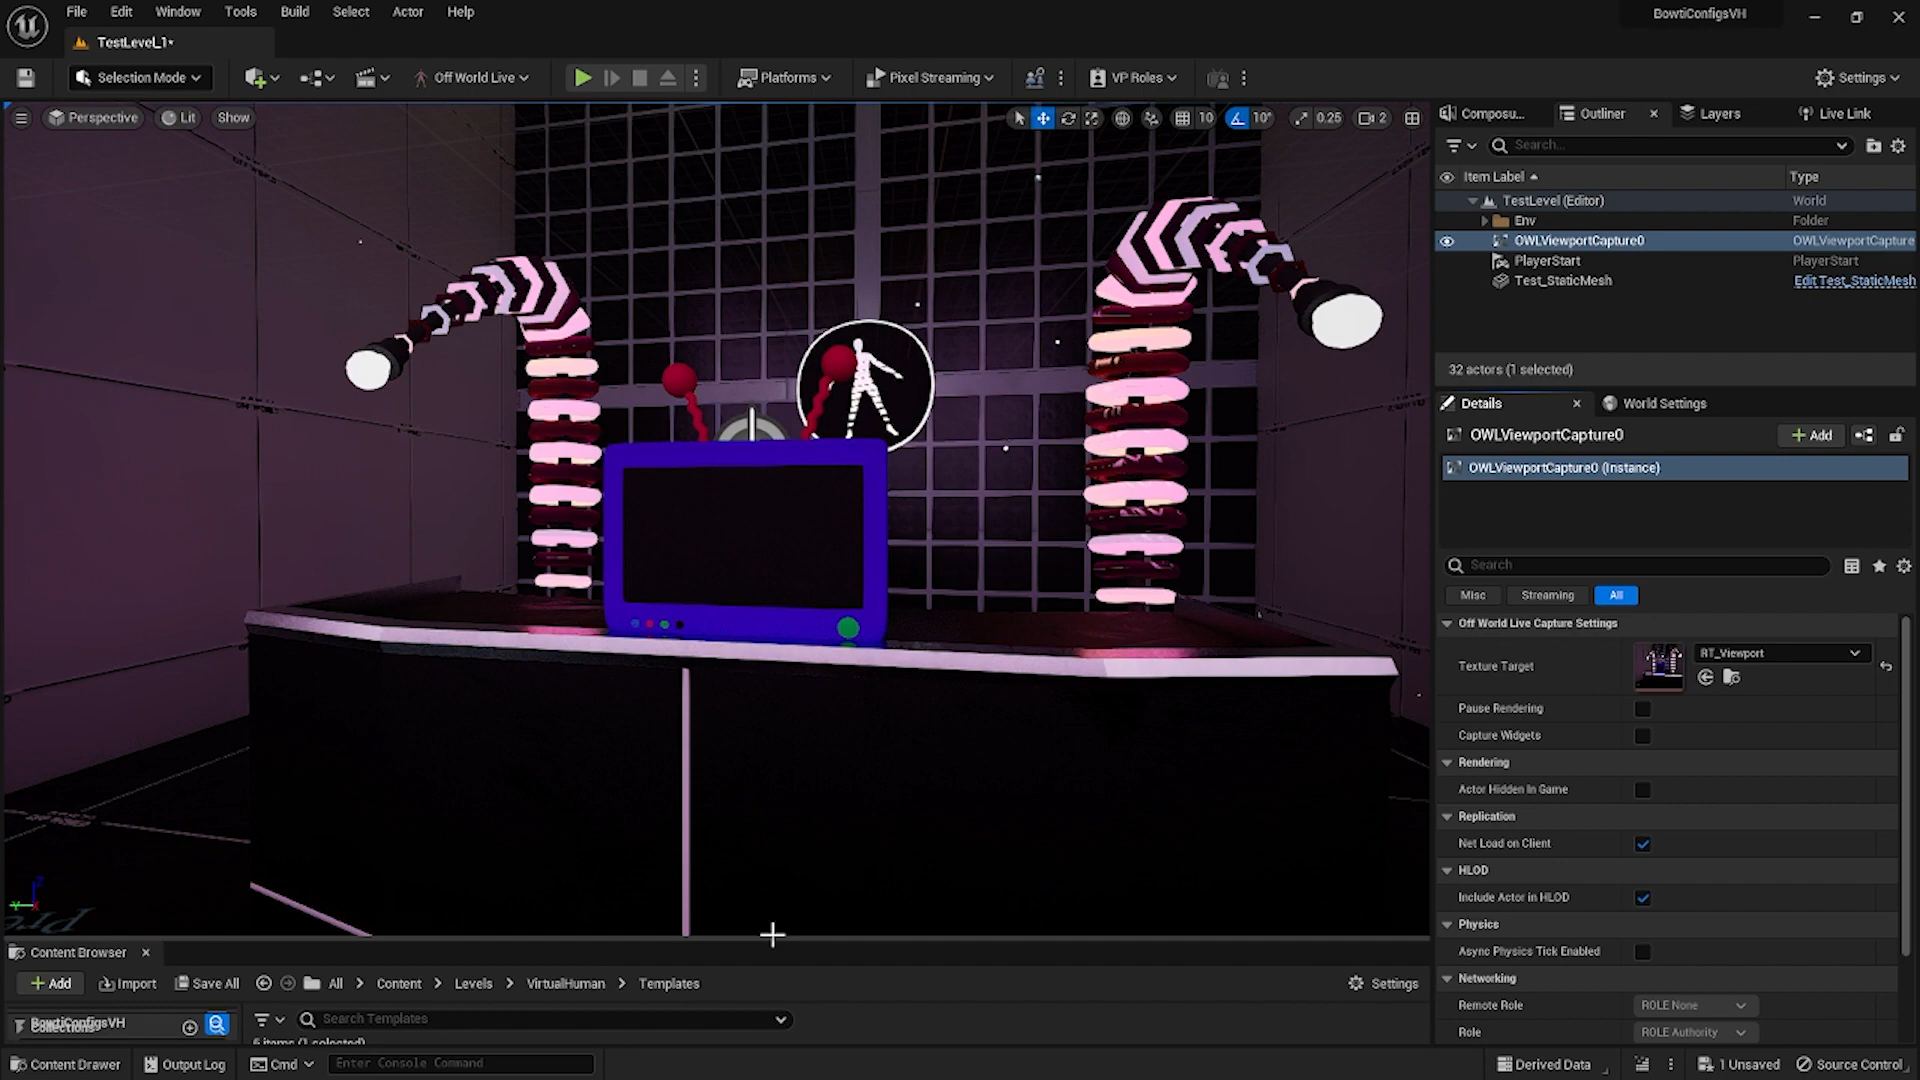 File Edit Window Tools Build Select Actor Help
BowtiConfigsVH
TestLevel_1*
Selection Mode
Off World Live
Platforms
Pixel Streaming
VP Roles
Settings
Perspective
Lit
Show
10
10°
0.25
2
Composu...
Outliner
Layers
Live Link
Search...
Item Label
Type
TestLevel (Editor)
World
Env
Folder
OWLViewportCapture0
OWLViewportCapture
PlayerStart
PlayerStart
Test_StaticMesh
Edit Test_StaticMesh
32 actors (1 selected)
Details
World Settings
OWLViewportCapture0
+ Add
OWLViewportCapture0 (Instance)
Search
Misc
Streaming
All
Off World Live Capture Settings
Texture Target
RT_Viewport
Pause Rendering
Capture Widgets
Rendering
Actor Hidden In Game
Replication
Net Load on Client
HLOD
Include Actor in HLOD
Physics
Async Physics Tick Enabled
Networking
Remote Role
ROLE None
Role
ROLE Authority
Content Browser
+ Add
Import
Save All
All > Content > Levels > VirtualHuman > Templates
Settings
BowtiConfigsVH
Collections
Search Templates
6 items (1 selected)
Content Drawer
Output Log
Cmd
Enter Console Command
Derived Data
1 Unsaved
Source Control